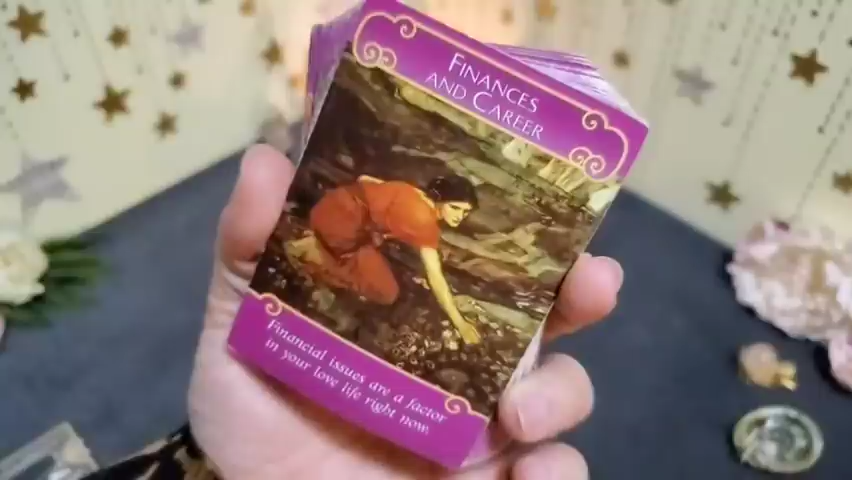 FINANCES
AND CAREER
Financial issues are a factor
in your love life right now.